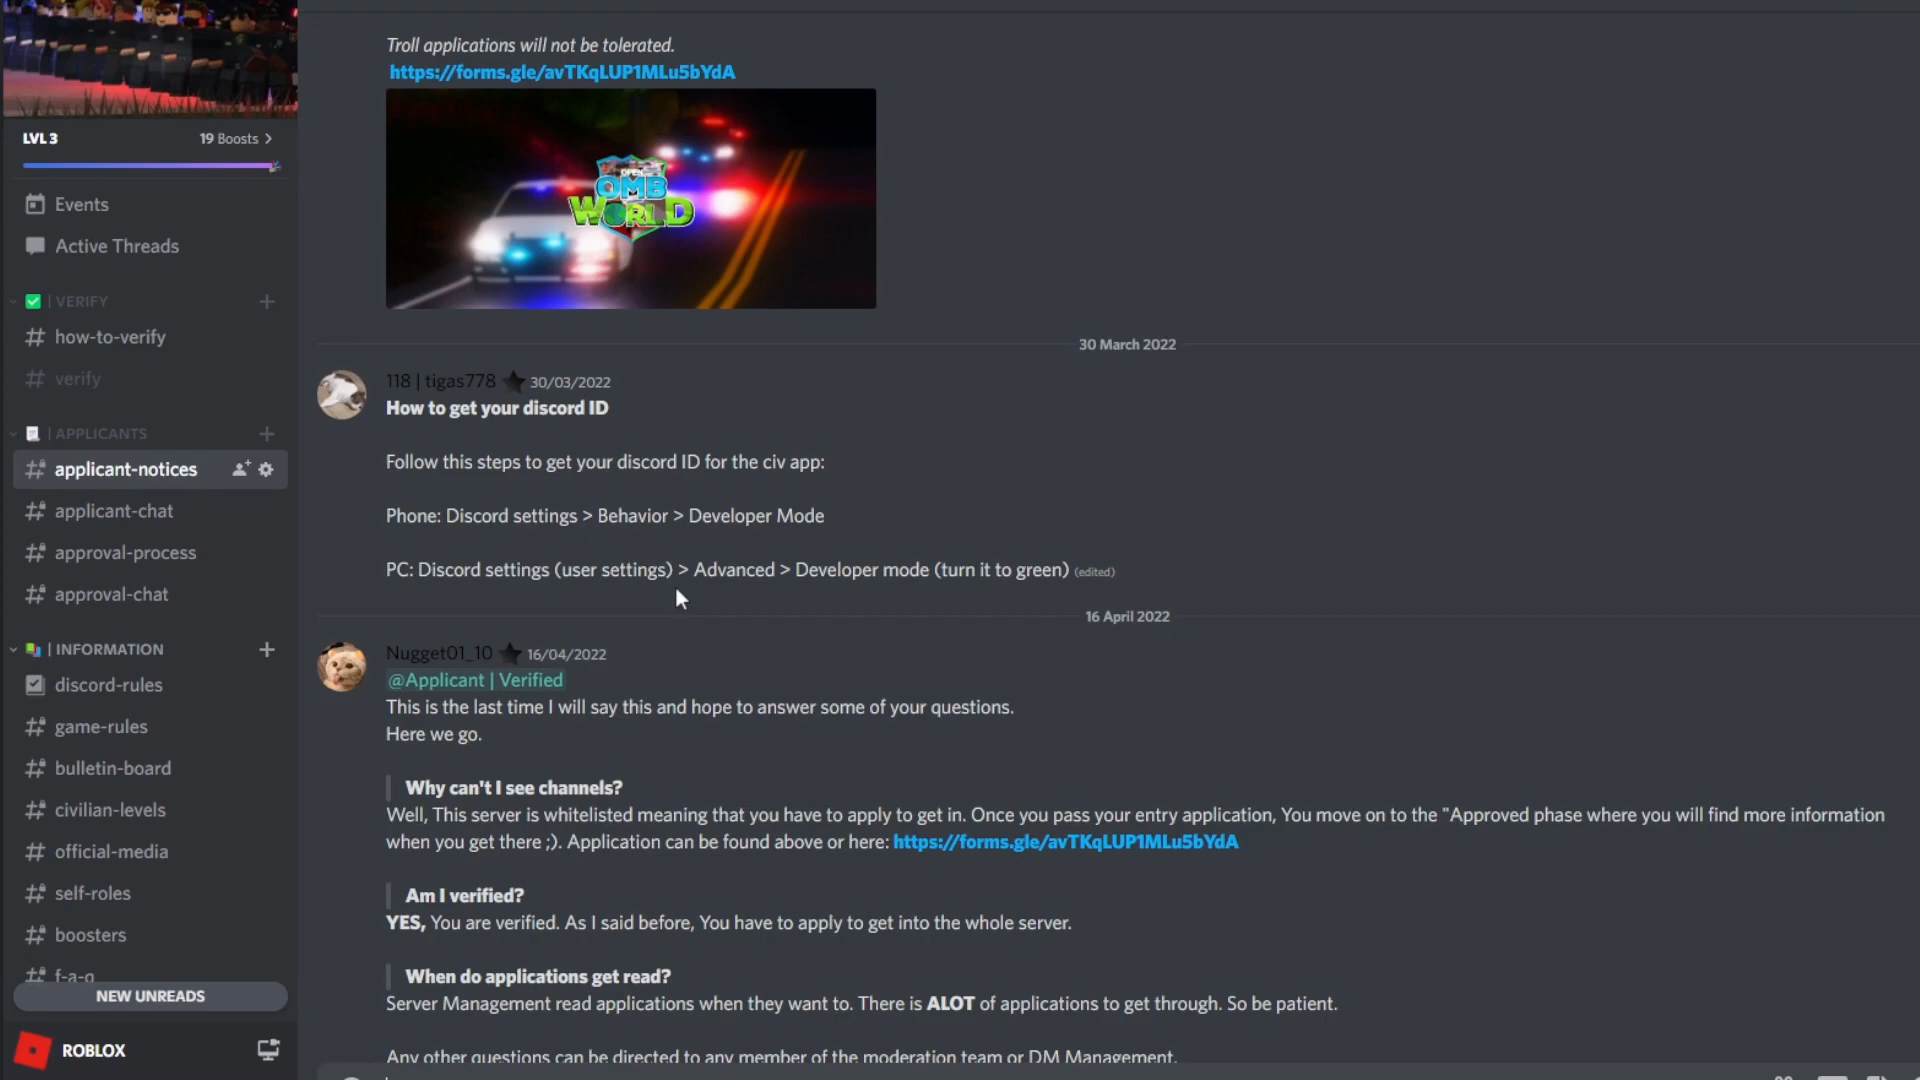 LVL 3
19 Boosts
Events
Active Threads
| VERIFY
how-to-verify
verify
| APPLICANTS
applicant-notices
applicant-chat
approval-process
approval-chat
| INFORMATION
discord-rules
game-rules
bulletin-board
civilian-levels
official-media
self-roles
boosters
f-a-q
NEW UNREADS
ROBLOX
Troll applications will not be tolerated.
https://forms.gle/avTKqLUP1MLu5bYdA
OPEN
OMB
WORLD
30 March 2022
118 | tigas778 30/03/2022
How to get your discord ID
Follow this steps to get your discord ID for the civ app:
Phone: Discord settings > Behavior > Developer Mode
PC: Discord settings (user settings) > Advanced > Developer mode (turn it to green) (edited)
16 April 2022
Nugget01_10 16/04/2022
@Applicant | Verified
This is the last time I will say this and hope to answer some of your questions.
Here we go.
Why can't I see channels?
Well, This server is whitelisted meaning that you have to apply to get in. Once you pass your entry application, You move on to the "Approved phase where you will find more information
when you get there ;). Application can be found above or here: https://forms.gle/avTKqLUP1MLu5bYdA
Am I verified?
YES, You are verified. As I said before, You have to apply to get into the whole server.
When do applications get read?
Server Management read applications when they want to. There is ALOT of applications to get through. So be patient.
Any other questions can be directed to any member of the moderation team or DM Management.